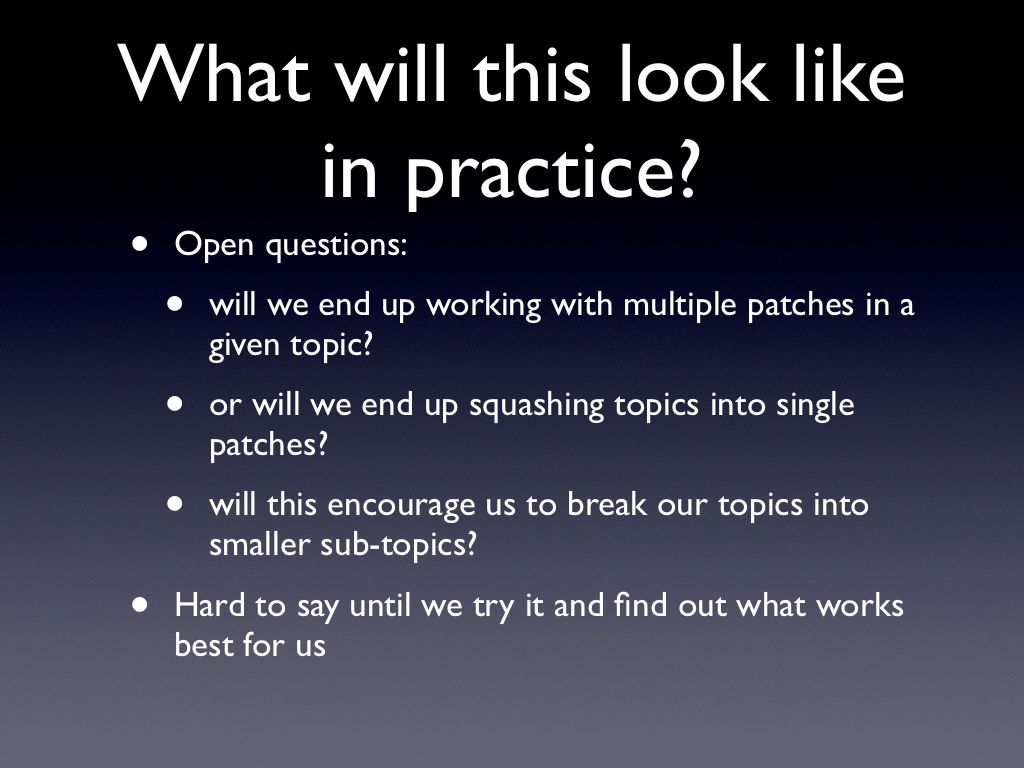 What will this look like
in practice?
• Open questions:
• will we end up working with multiple patches in a
given topic?
• or will we end up squashing topics into single
patches?
• will this encourage us to break our topics into
smaller sub-topics?
• Hard to say until we try it and find out what works
best for us